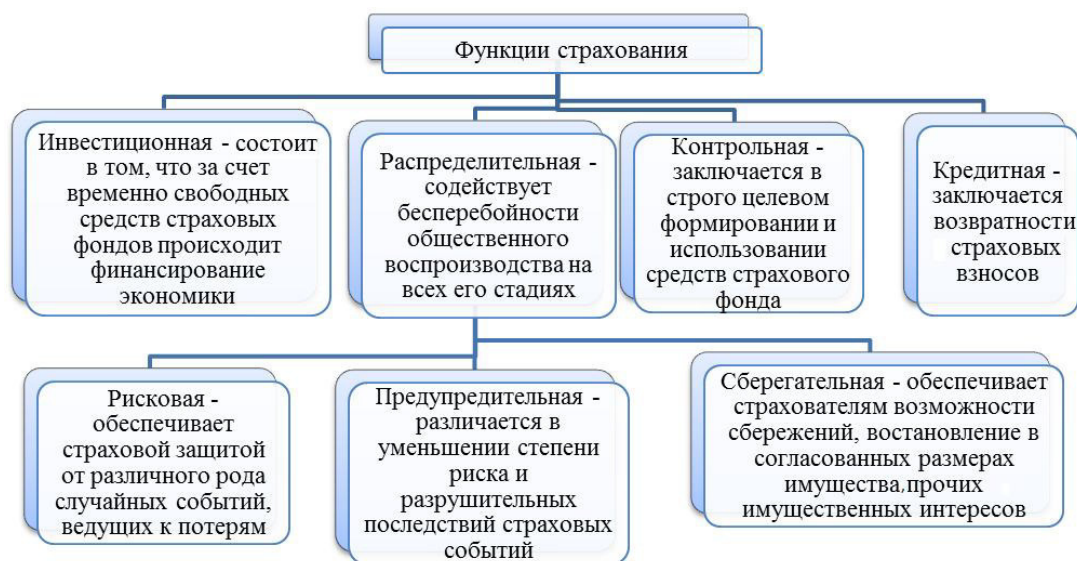 Функции страхования
Инвестиционная - состоит
в том, что за счет
временно свободных
средств страховых
фондов происходит
финансирование
экономики
Распределительная -
содействует
бесперебойности
общественного
воспроизводства на
всех его стадиях
Контрольная -
заключается в
строго целевом
формировании и
использовании
средств страхового
фонда
Кредитная -
заключается
возвратности
страховых
взносов
Рисковая -
обеспечивает
страховой защитой
от различного рода
случайных событий,
ведущих к потерям
Предупредительная -
различается в
уменьшении степени
риска и
разрушительных
последствий страховых
событий
Сберегательная - обеспечивает
страхователям возможности
сбережений, востановление в
согласованных размерах
имущества,прочих
имущественных интересов